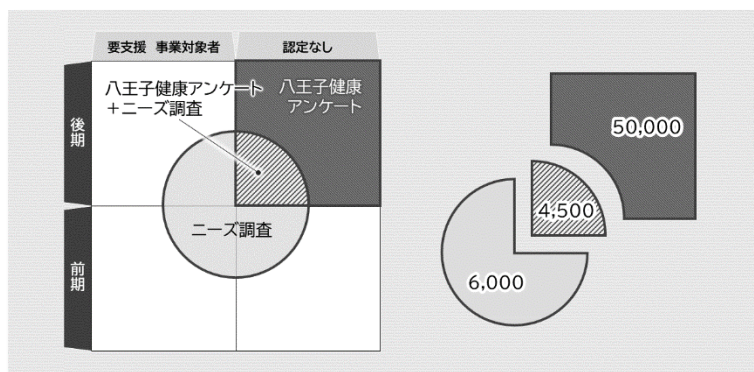 要支援 事業対象者
認定なし
後期
前期
八王子健康アンケート
+ニーズ調査
八王子健康
アンケート
ニーズ調査
50,000
4,500
6,000